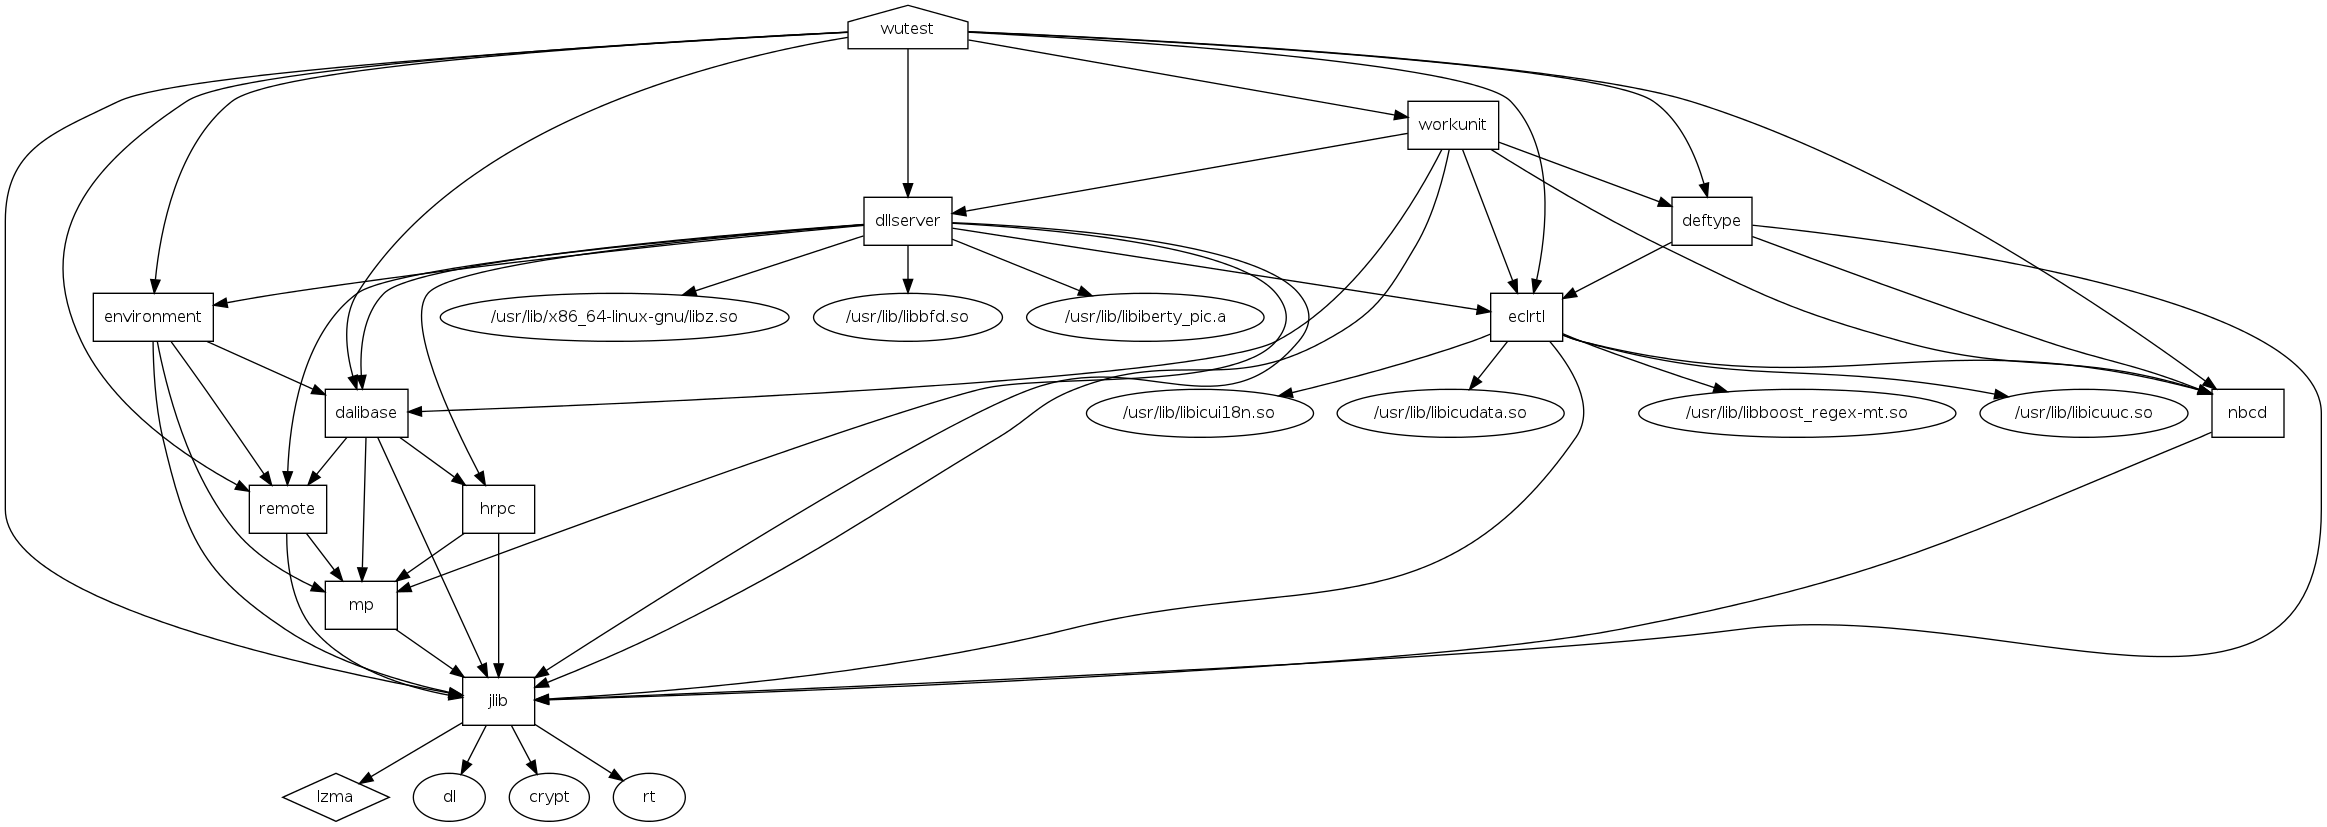 wutest
workunit
dllserver
deftype
environment
/usr/lib/x86_64-linux-gnu/libz.so
/usr/lib/libbfd.so
/usr/lib/libiberty_pic.a
eclrtl
dalibase
/usr/lib/libicui18n.so
/usr/lib/libicudata.so
/usr/lib/libboost_regex-mt.so
/usr/lib/libicuuc.so
nbcd
remote
hrpc
mp
jlib
lzma
dl
crypt
rt